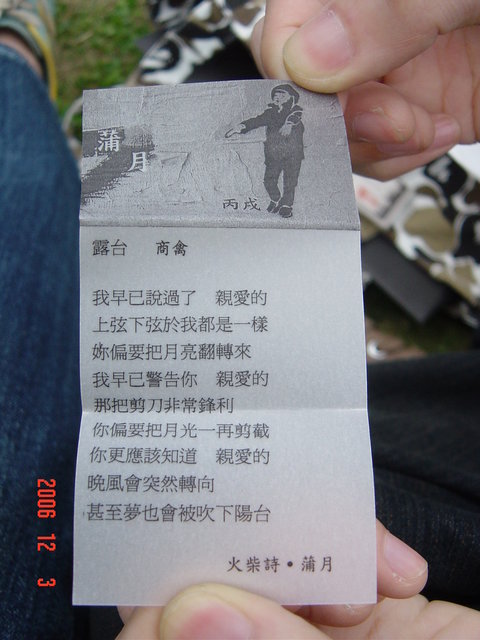 蒲月
丙戌
露台　商禽
我早已說過了　親愛的
上弦下弦於我都是一樣
妳偏要把月亮翻轉來
我早已警告你　親愛的
那把剪刀非常鋒利
你偏要把月光一再剪裁
你更應該知道　親愛的
晚風會突然轉向
甚至夢也會被吹下陽台
火柴詩・蒲月
2006 12 3